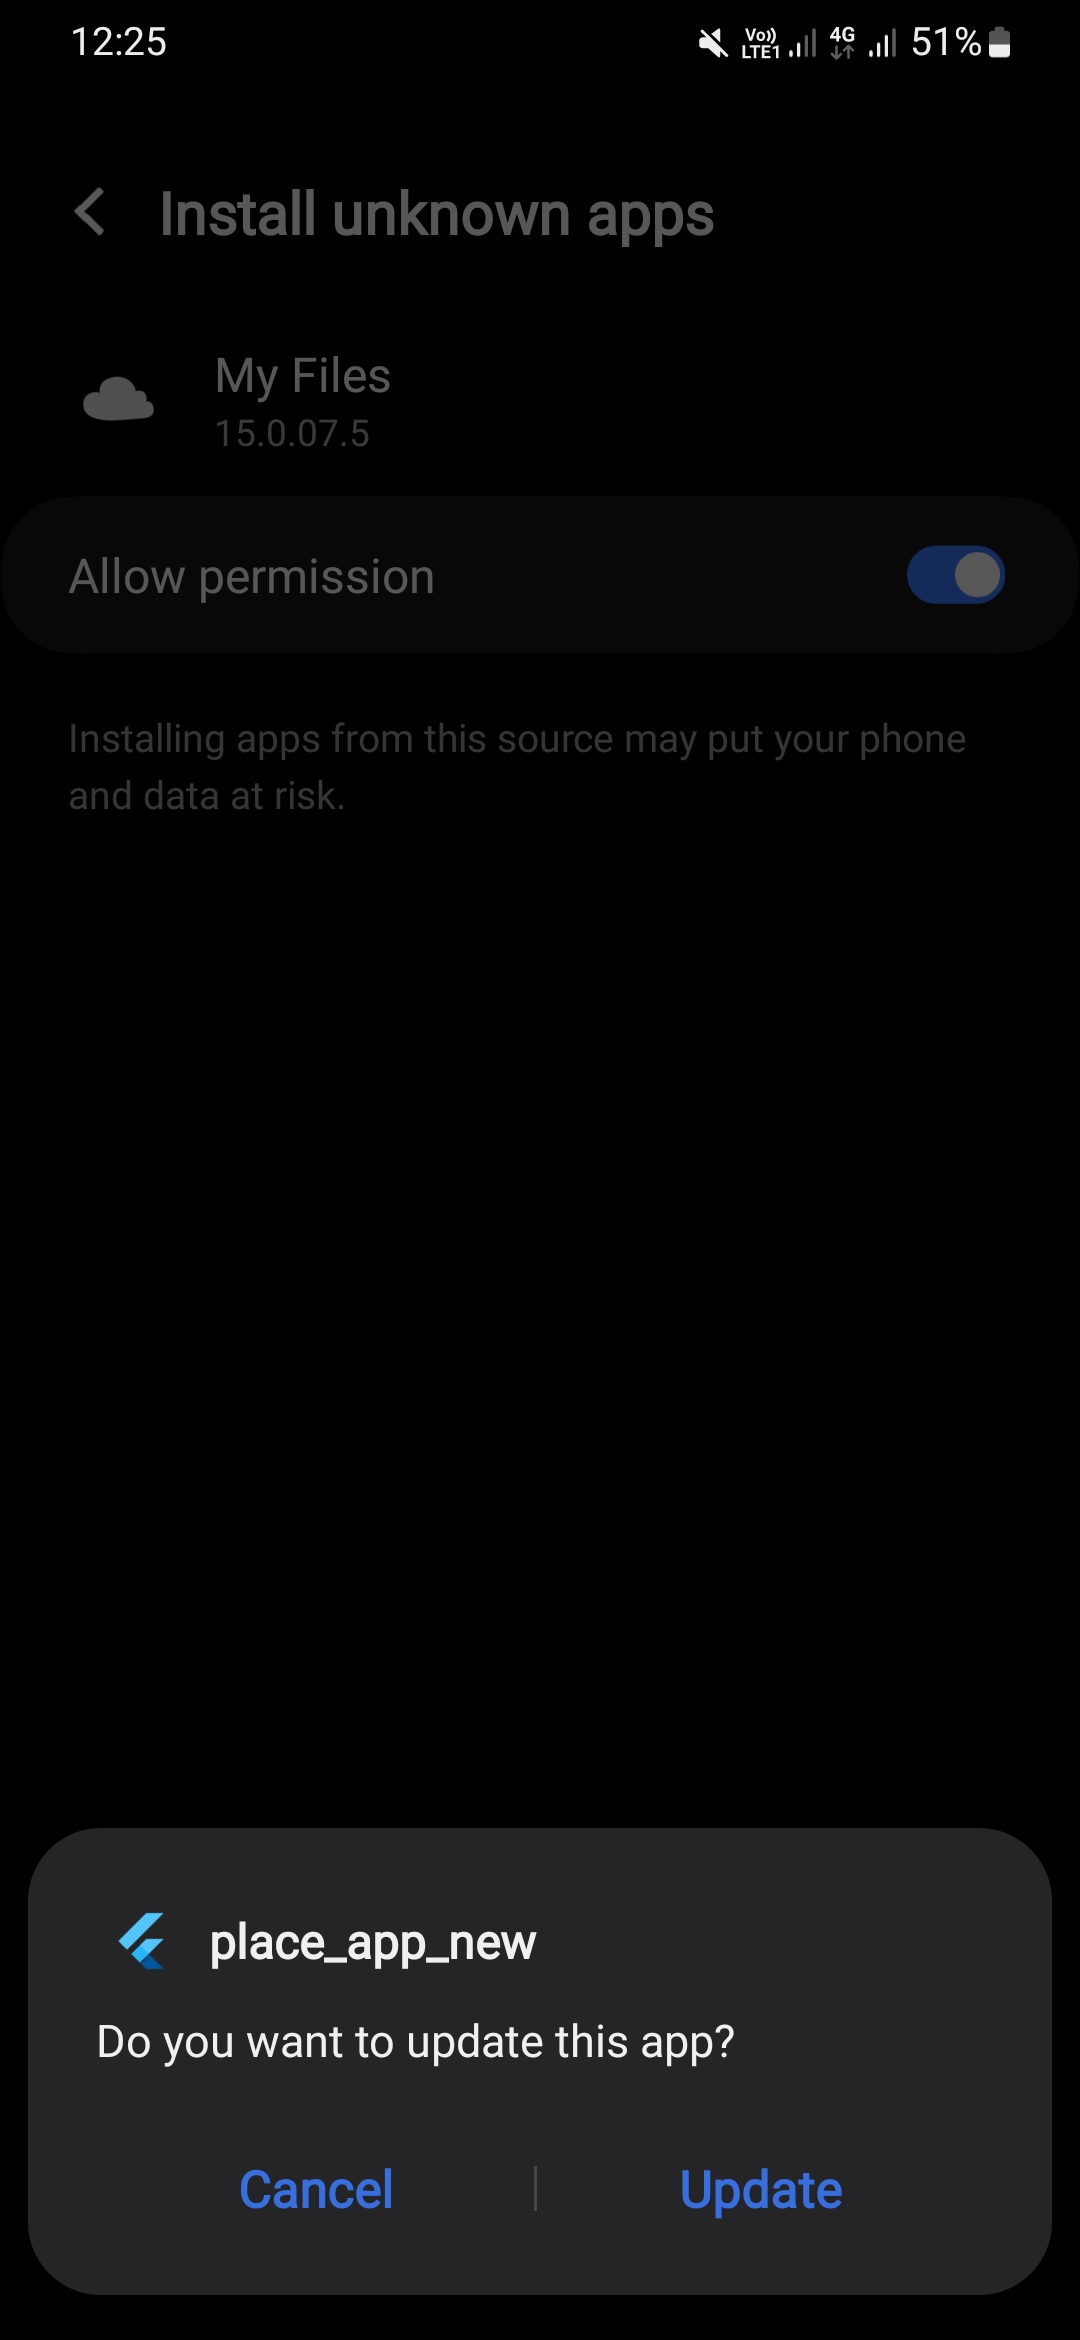 12:25
Vo)) LTE1 4G 51%
Install unknown apps
My Files
15.0.07.5
Allow permission
Installing apps from this source may put your phone
and data at risk.
place_app_new
Do you want to update this app?
Cancel
Update